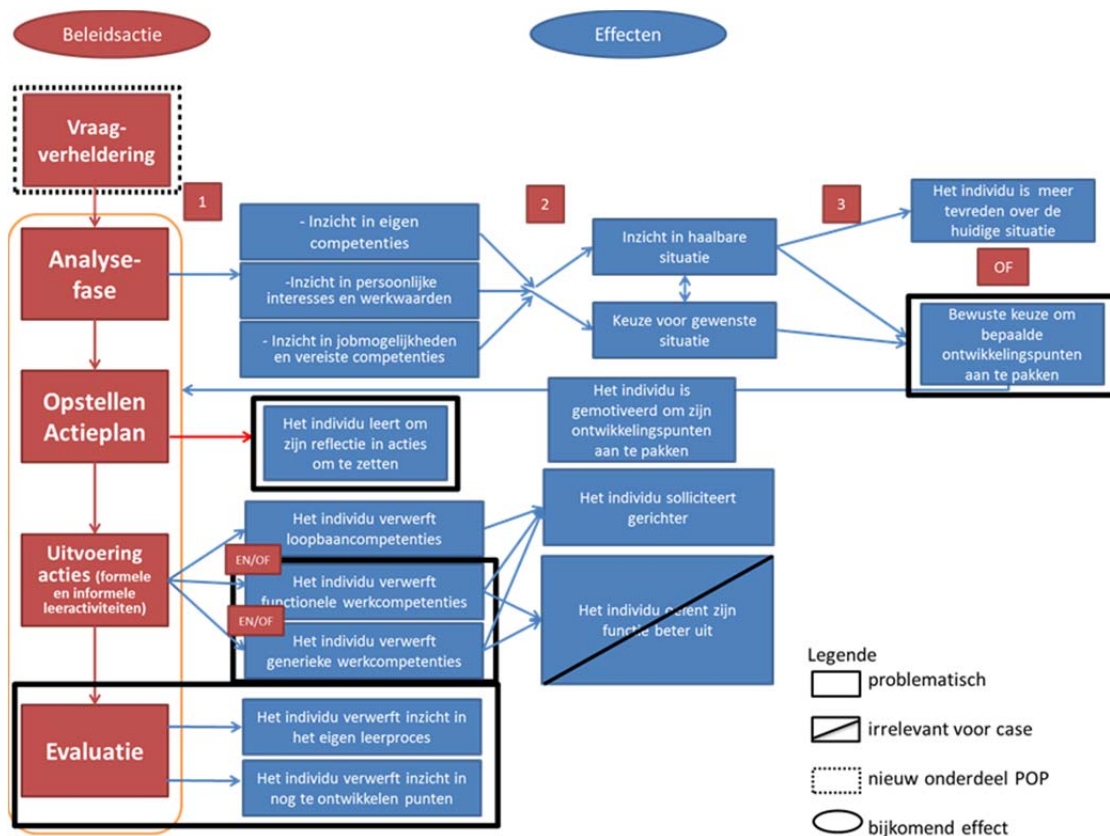 Beleidsactie
Effecten
Vraag-
verheldering
1
2
3
Analyse-
fase
- Inzicht in eigen
competenties
-Inzicht in persoonlijke
interesses en werkwaarden
- Inzicht in jobmogelijkheden
en vereiste competenties
Inzicht in haalbare
situatie
Keuze voor gewenste
situatie
Het individu is meer
tevreden over de
huidige situatie
OF
Bewuste keuze om
bepaalde
ontwikkelingspunten
aan te pakken
Opstellen
Actieplan
Het individu leert om
zijn reflectie in acties
om te zetten
Het individu is
gemotiveerd om zijn
ontwikkelingspunten
aan te pakken
Uitvoering
acties (formele
en informele
leeractiviteiten)
Het individu verwerft
loopbaancompetenties
EN/OF
Het individu verwerft
functionele werkcompetenties
EN/OF
Het individu verwerft
generieke werkcompetenties
Het individu solliciteert
gerichter
Het individu oefent zijn
functie beter uit
Evaluatie
Het individu verwerft inzicht in
het eigen leerproces
Het individu verwerft inzicht in
nog te ontwikkelen punten
Legende
problematisch
irrelevant voor case
nieuw onderdeel POP
bijkomend effect